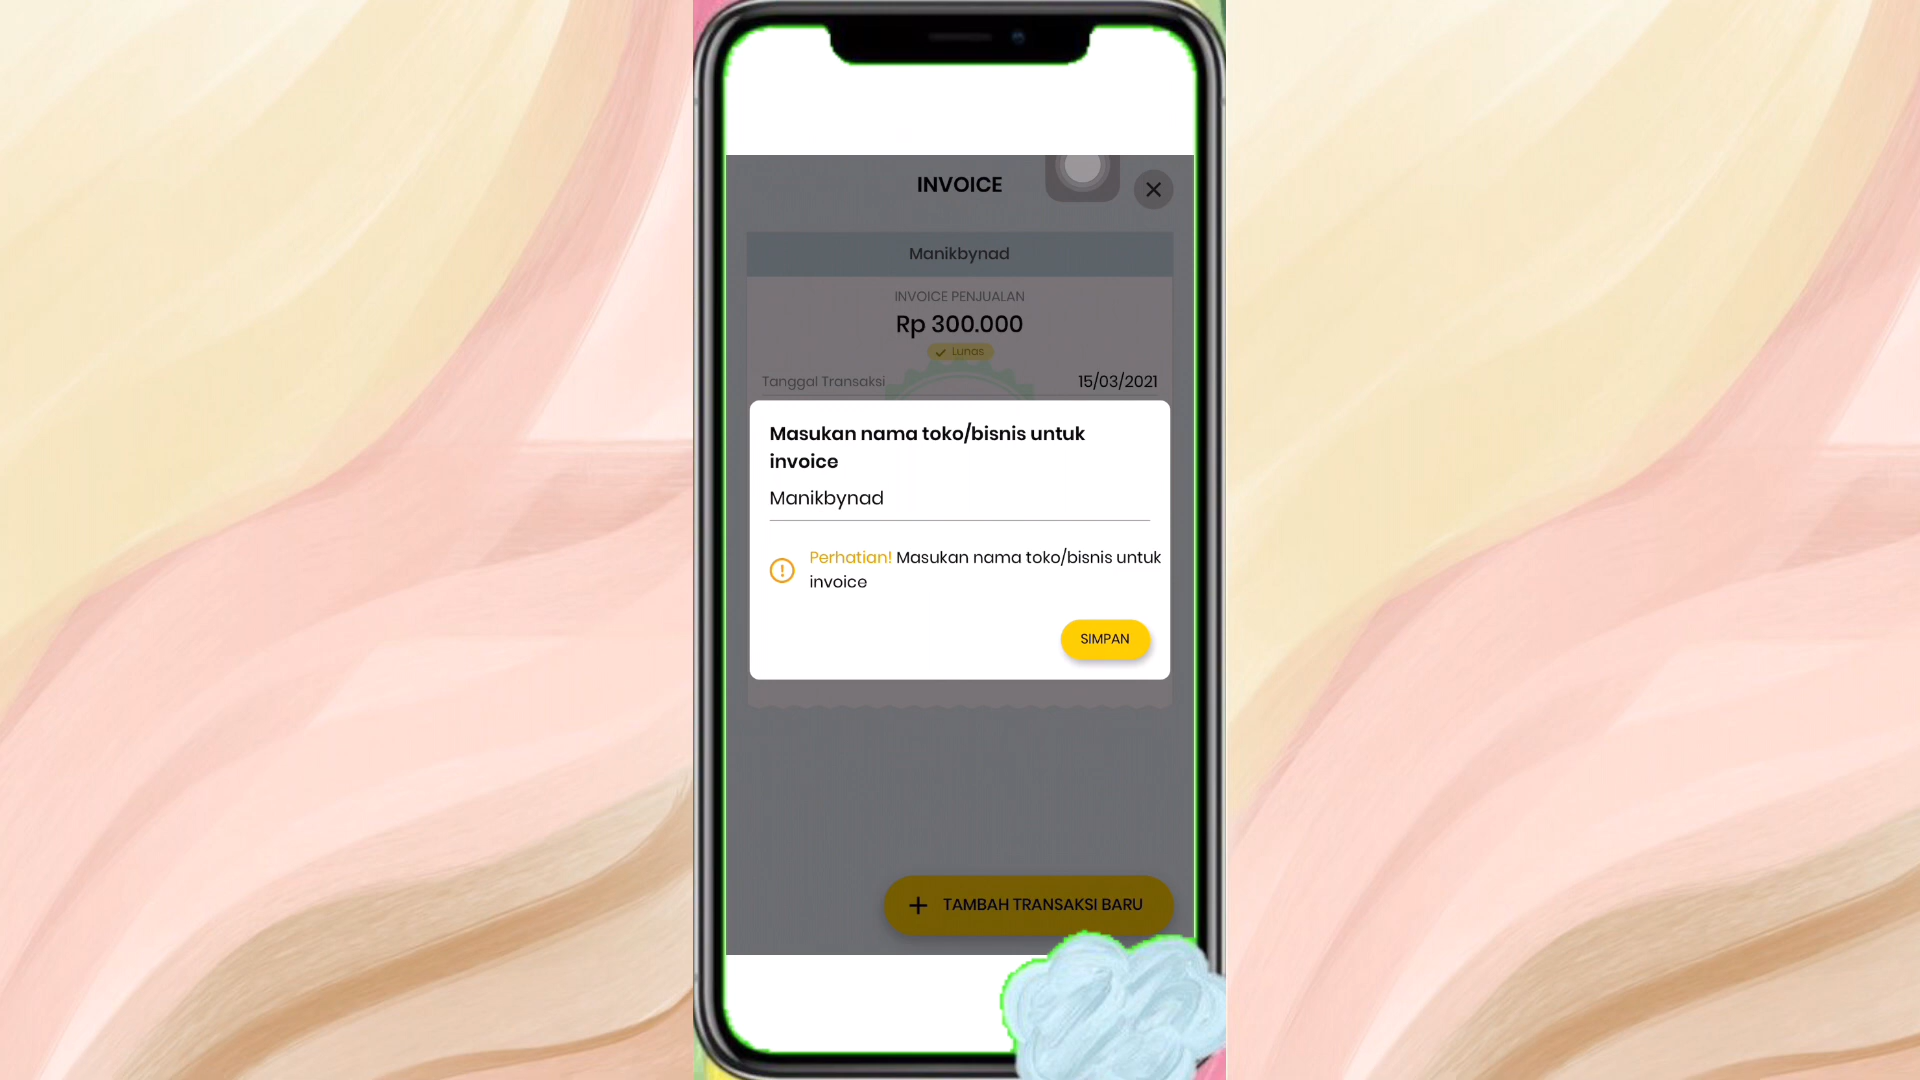 INVOICE
Manikbynad
INVOICE PENJUALAN
Rp 300.000
Lunas
Tanggal Transaksi 15/03/2021
Masukan nama toko/bisnis untuk
invoice
Manikbynad
Perhatian! Masukan nama toko/bisnis untuk
invoice
SIMPAN
+ TAMBAH TRANSAKSI BARU